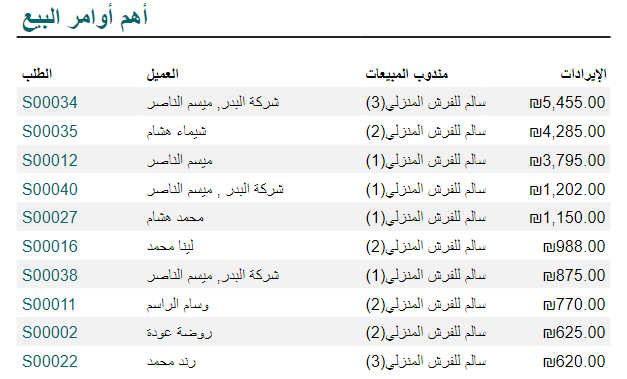 أهم أوامر البيع
الطلب العميل مندوب المبيعات الإيرادات
S00034 شركة البدر, ميسم الناصر سالم للفرش المنزلي(3) ₪5,455.00
S00035 شيماء هشام سالم للفرش المنزلي(2) ₪4,285.00
S00012 ميسم الناصر سالم للفرش المنزلي(1) ₪3,795.00
S00040 شركة البدر , ميسم الناصر سالم للفرش المنزلي(1) ₪1,202.00
S00027 محمد هشام سالم للفرش المنزلي(1) ₪1,150.00
S00016 لينا محمد سالم للفرش المنزلي(2) ₪988.00
S00038 شركة البدر, ميسم الناصر سالم للفرش المنزلي(1) ₪875.00
S00011 وسام الراسم سالم للفرش المنزلي(2) ₪770.00
S00002 روضة عودة سالم للفرش المنزلي(2) ₪625.00
S00022 رند محمد سالم للفرش المنزلي(3) ₪620.00